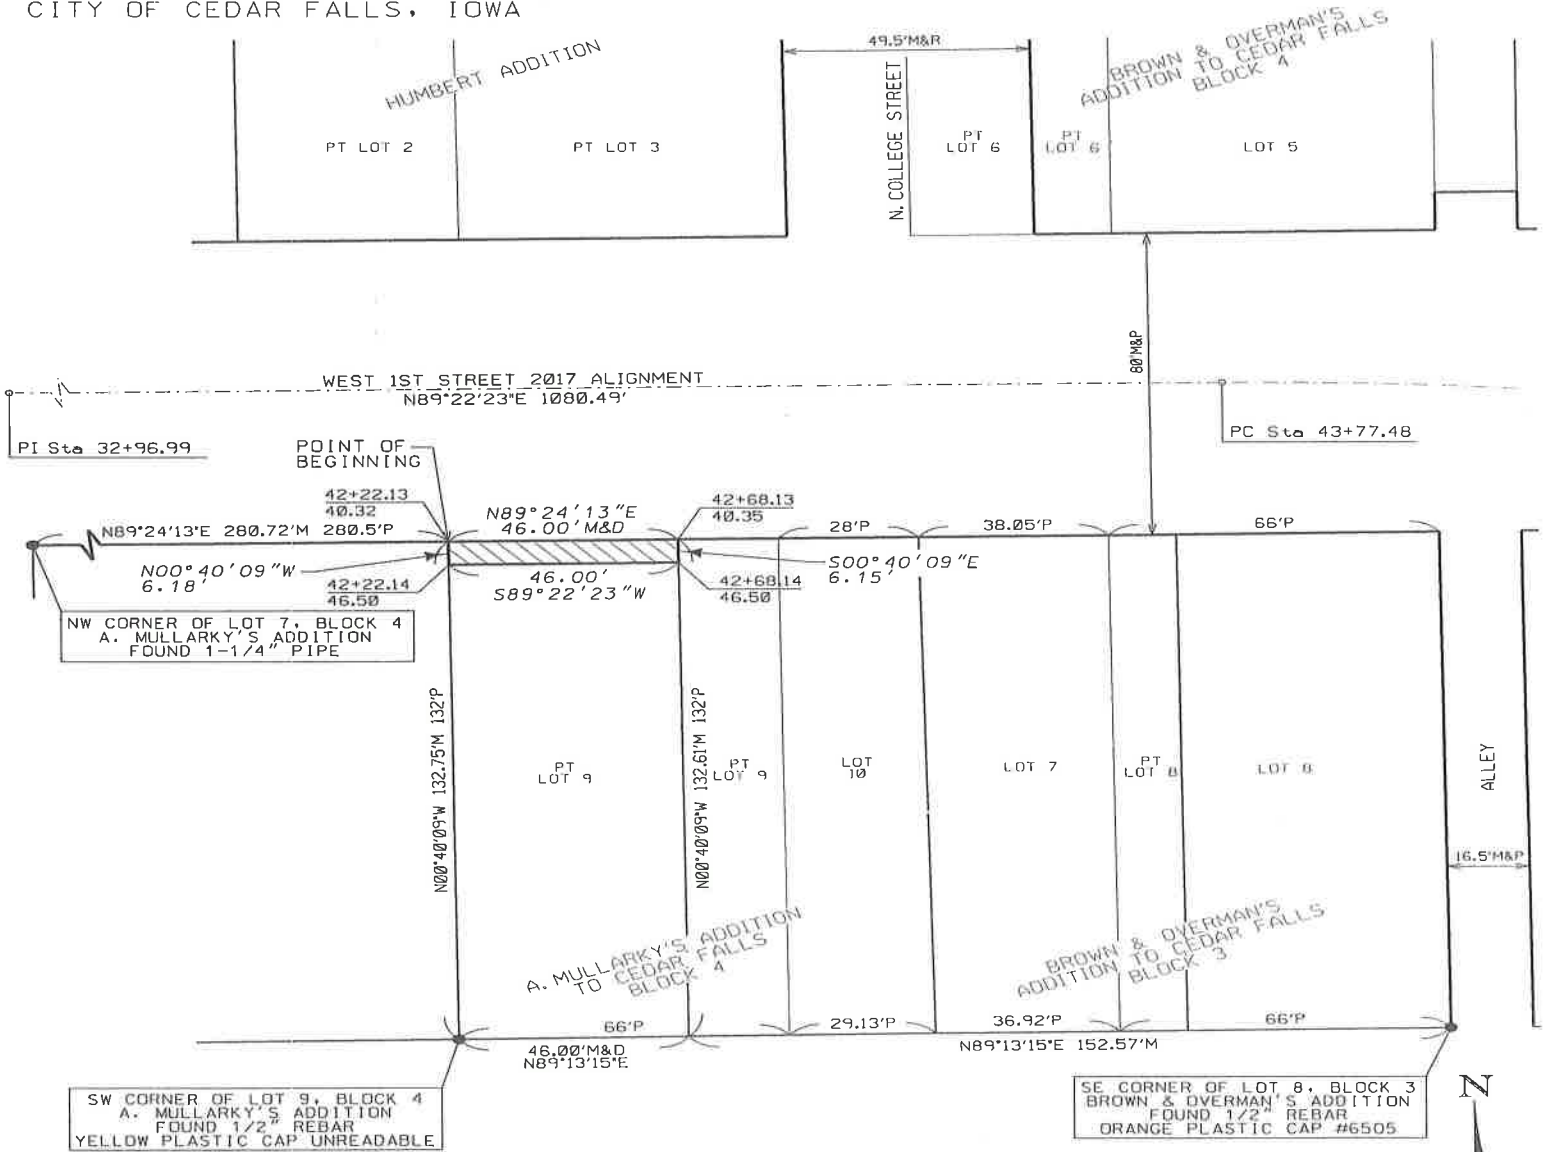 CITY OF CEDAR FALLS, IOWA
HUMBERT ADDITION
49.5'M&R
BROWN & OVERMAN'S
ADDITION TO CEDAR FALLS
BLOCK 4
PT LOT 2
PT LOT 3
N. COLLEGE STREET
PT
LOT 6
PT
LOT 6
LOT 5
80'M&P
WEST 1ST STREET 2017 ALIGNMENT
N89°22'23"E 1080.49'
PI Sta 32+96.99
PC Sta 43+77.48
POINT OF
BEGINNING
42+22.13
40.32
N89°24'13"E
46.00'M&D
42+68.13
40.35
N89°24'13"E 280.72'M 280.5'P
28'P
38.05'P
66'P
N00°40'09"W
6.18'
42+22.14
46.50
46.00'
S89°22'23"W
42+68.14
46.50
S00°40'09"E
6.15'
NW CORNER OF LOT 7, BLOCK 4
A. MULLARKY'S ADDITION
FOUND 1-1/4" PIPE
N00°40'09"W 132.75'M 132'P
PT
LOT 9
N00°40'09"W 132.61'M 132'P
PT
LOT 9
LOT
10
LOT 7
PT
LOT 8
LOT 8
ALLEY
16.5'M&P
A. MULLARKY'S ADDITION
TO CEDAR FALLS
BLOCK 4
BROWN & OVERMAN'S
ADDITION TO CEDAR FALLS
BLOCK 3
66'P
29.13'P
36.92'P
66'P
46.00'M&D
N89°13'15"E
N89°13'15"E 152.57'M
SW CORNER OF LOT 9, BLOCK 4
A. MULLARKY'S ADDITION
FOUND 1/2" REBAR
YELLOW PLASTIC CAP UNREADABLE
SE CORNER OF LOT 8, BLOCK 3
BROWN & OVERMAN'S ADDITION
FOUND 1/2" REBAR
ORANGE PLASTIC CAP #6505
N